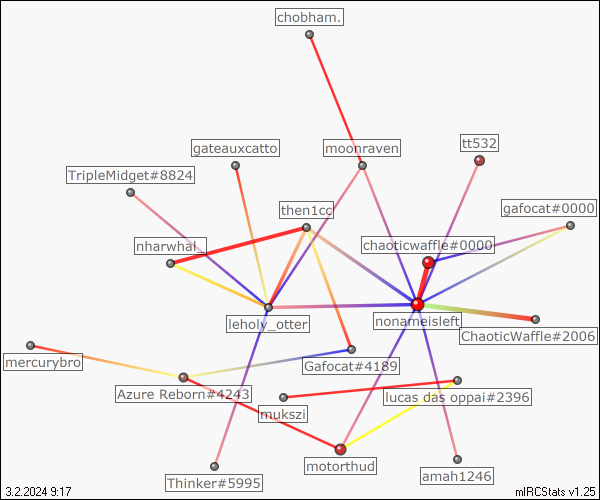 chobham.
gateauxcatto
moonraven
tt532
TripleMidget#8824
then1cc
gafocat#0000
nharwhal_
chaoticwaffle#0000
leholy_otter
nonameisleft
ChaoticWaffle#2006
mercurybro
Gafocat#4189
Azure Reborn#4243
lucas das oppai#2396
mukszi
motorthud
amah1246
Thinker#5995
3.2.2024 9:17
mIRCStats v1.25